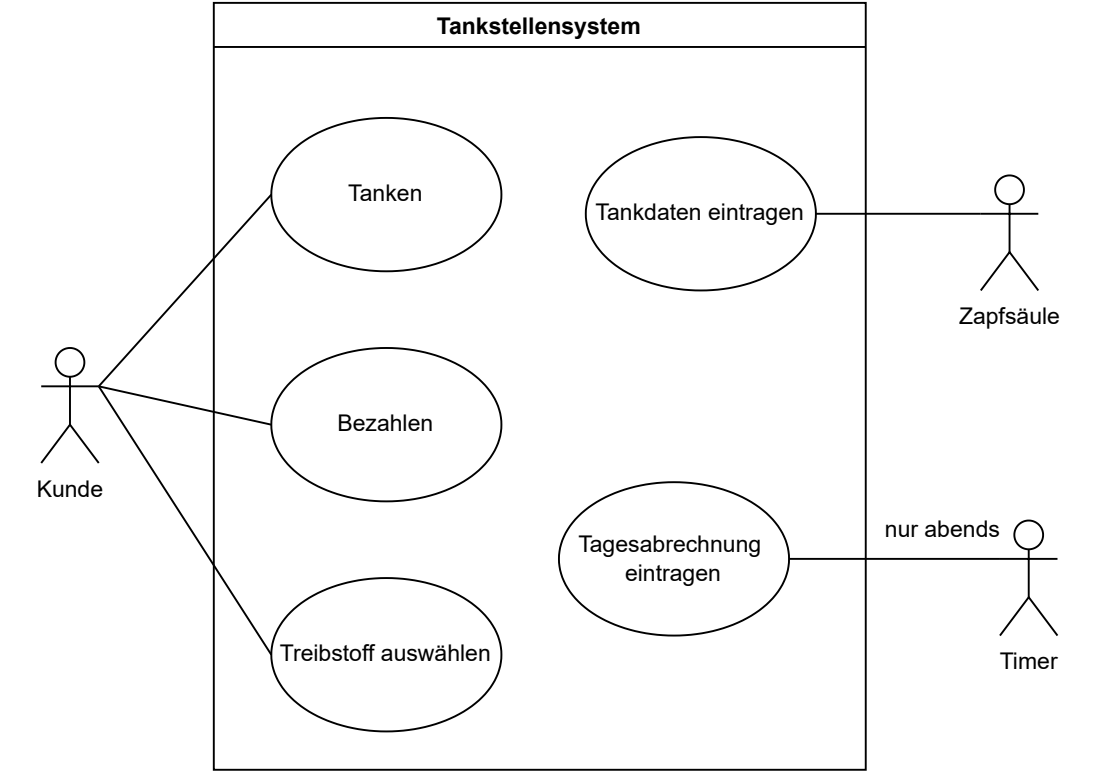 Tankstellensystem
Tanken
Tankdaten eintragen
Zapfsäule
Bezahlen
Kunde
nur abends
Tagesabrechnung
eintragen
Treibstoff auswählen
Timer